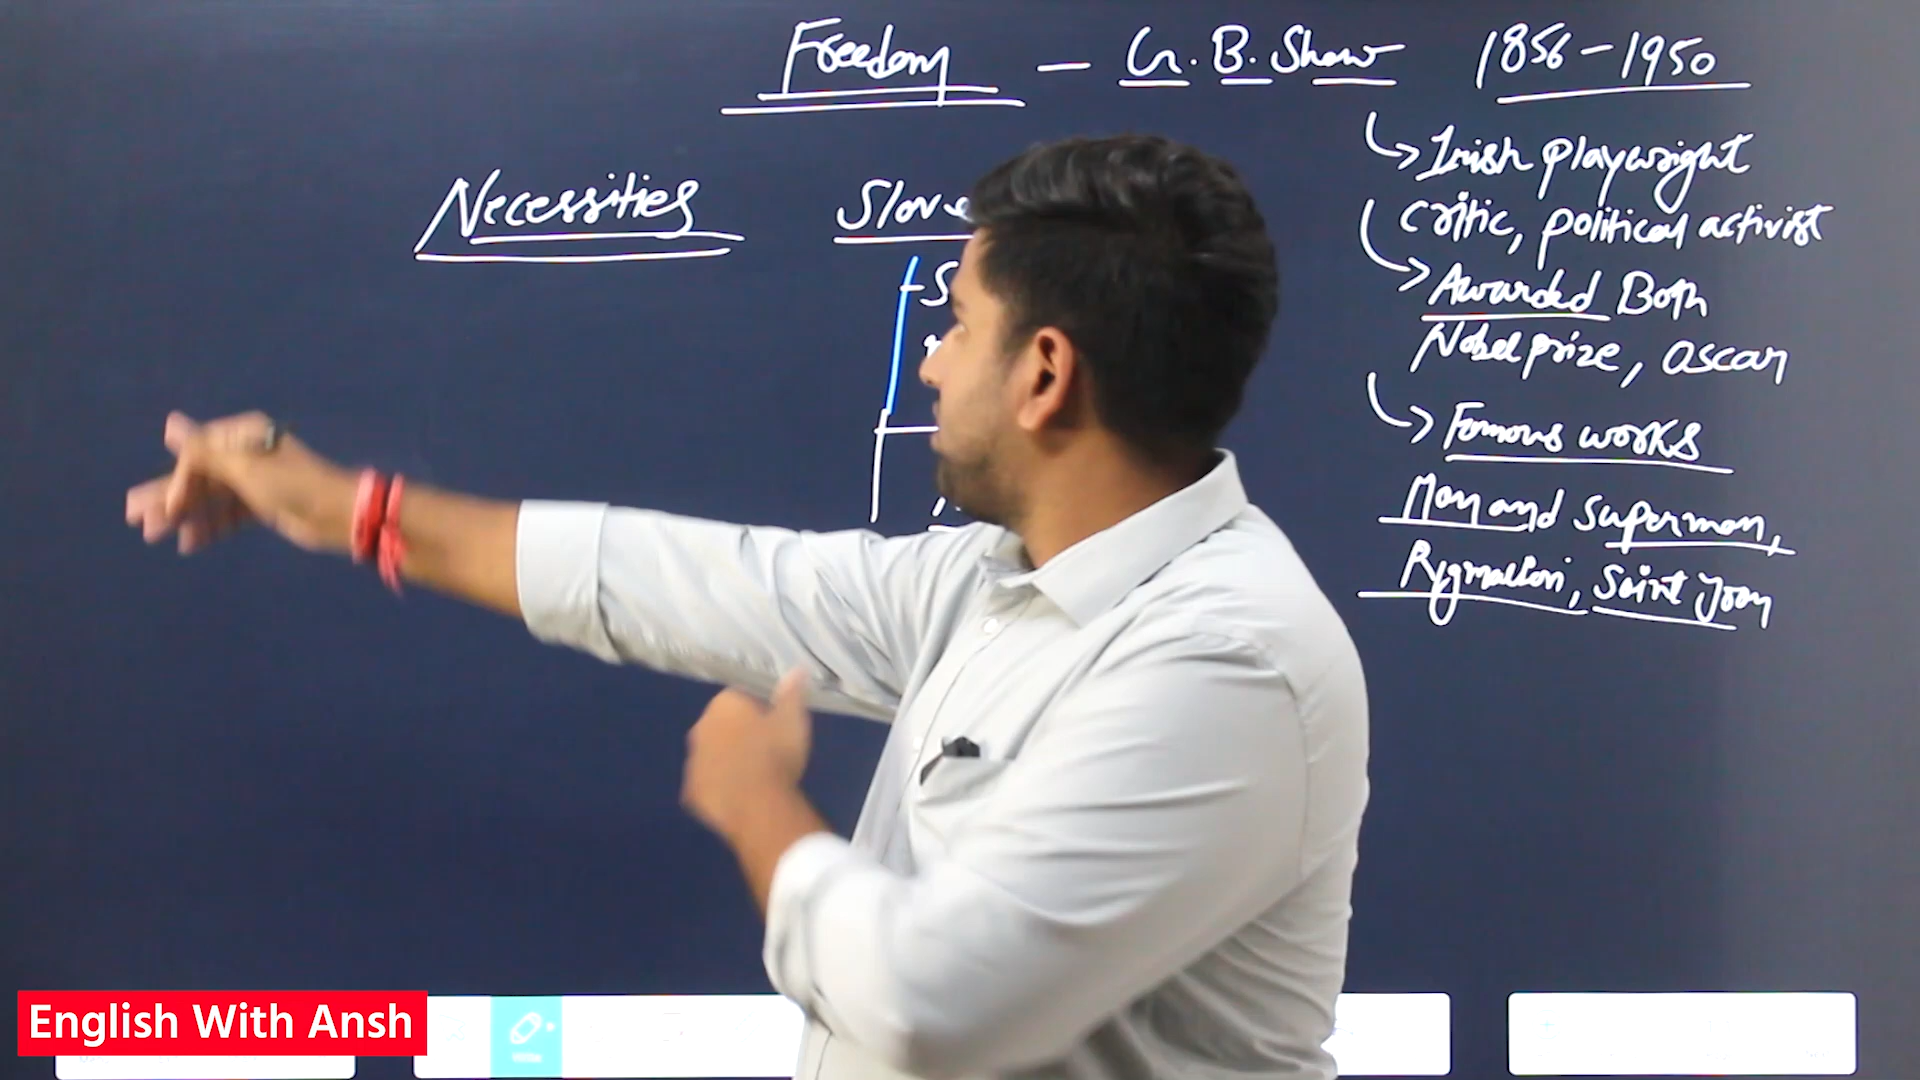 Freedom - G. B. Shaw 1856-1950
Irish playwright
critic, political activist
Awarded Both
Nobel prize, oscar
Famous works
Man and Superman,
Pygmalion, Saint Joan
Necessities
English With Ansh